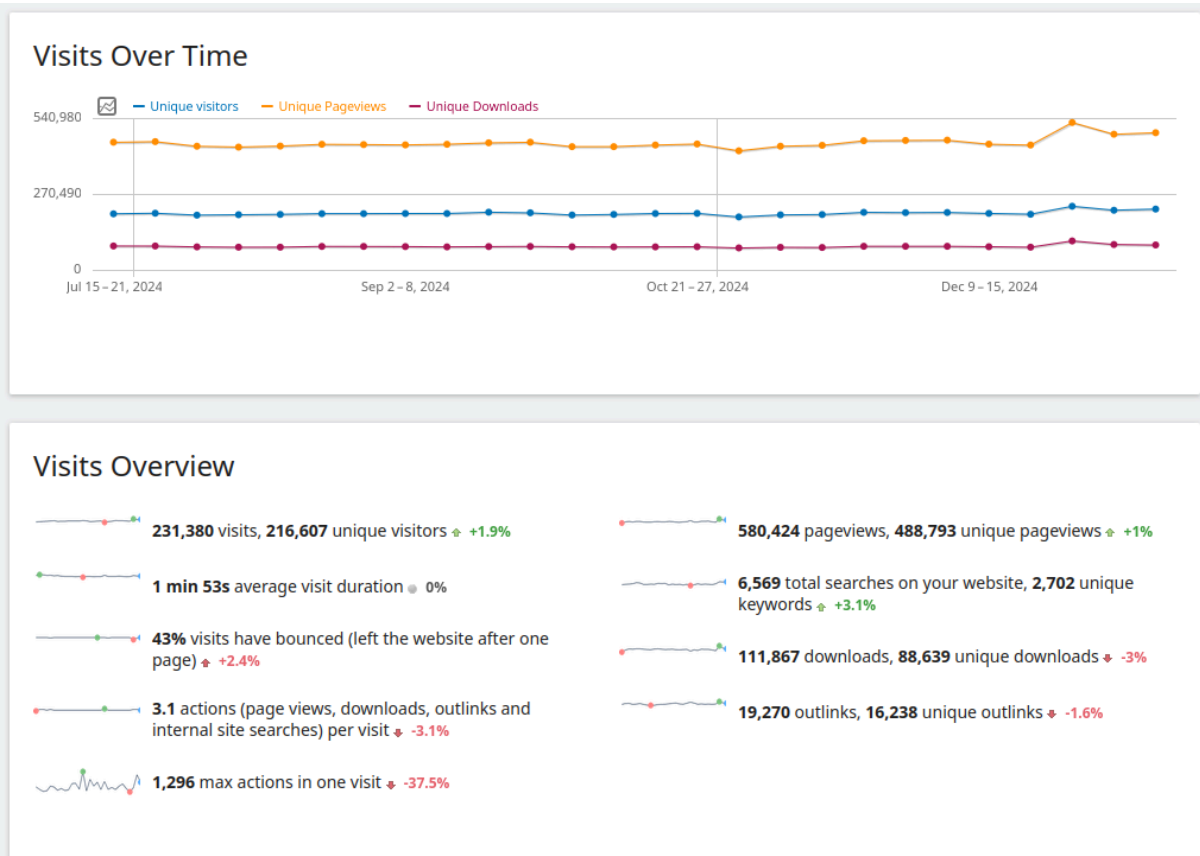 Visits Over Time
Unique visitors Unique Pageviews Unique Downloads
540,980
270,490
0
Jul 15 – 21, 2024 Sep 2 – 8, 2024 Oct 21 – 27, 2024 Dec 9 – 15, 2024
Visits Overview
231,380 visits, 216,607 unique visitors +1.9%
1 min 53s average visit duration 0%
43% visits have bounced (left the website after one
page) +2.4%
3.1 actions (page views, downloads, outlinks and
internal site searches) per visit -3.1%
1,296 max actions in one visit -37.5%
580,424 pageviews, 488,793 unique pageviews +1%
6,569 total searches on your website, 2,702 unique
keywords +3.1%
111,867 downloads, 88,639 unique downloads -3%
19,270 outlinks, 16,238 unique outlinks -1.6%